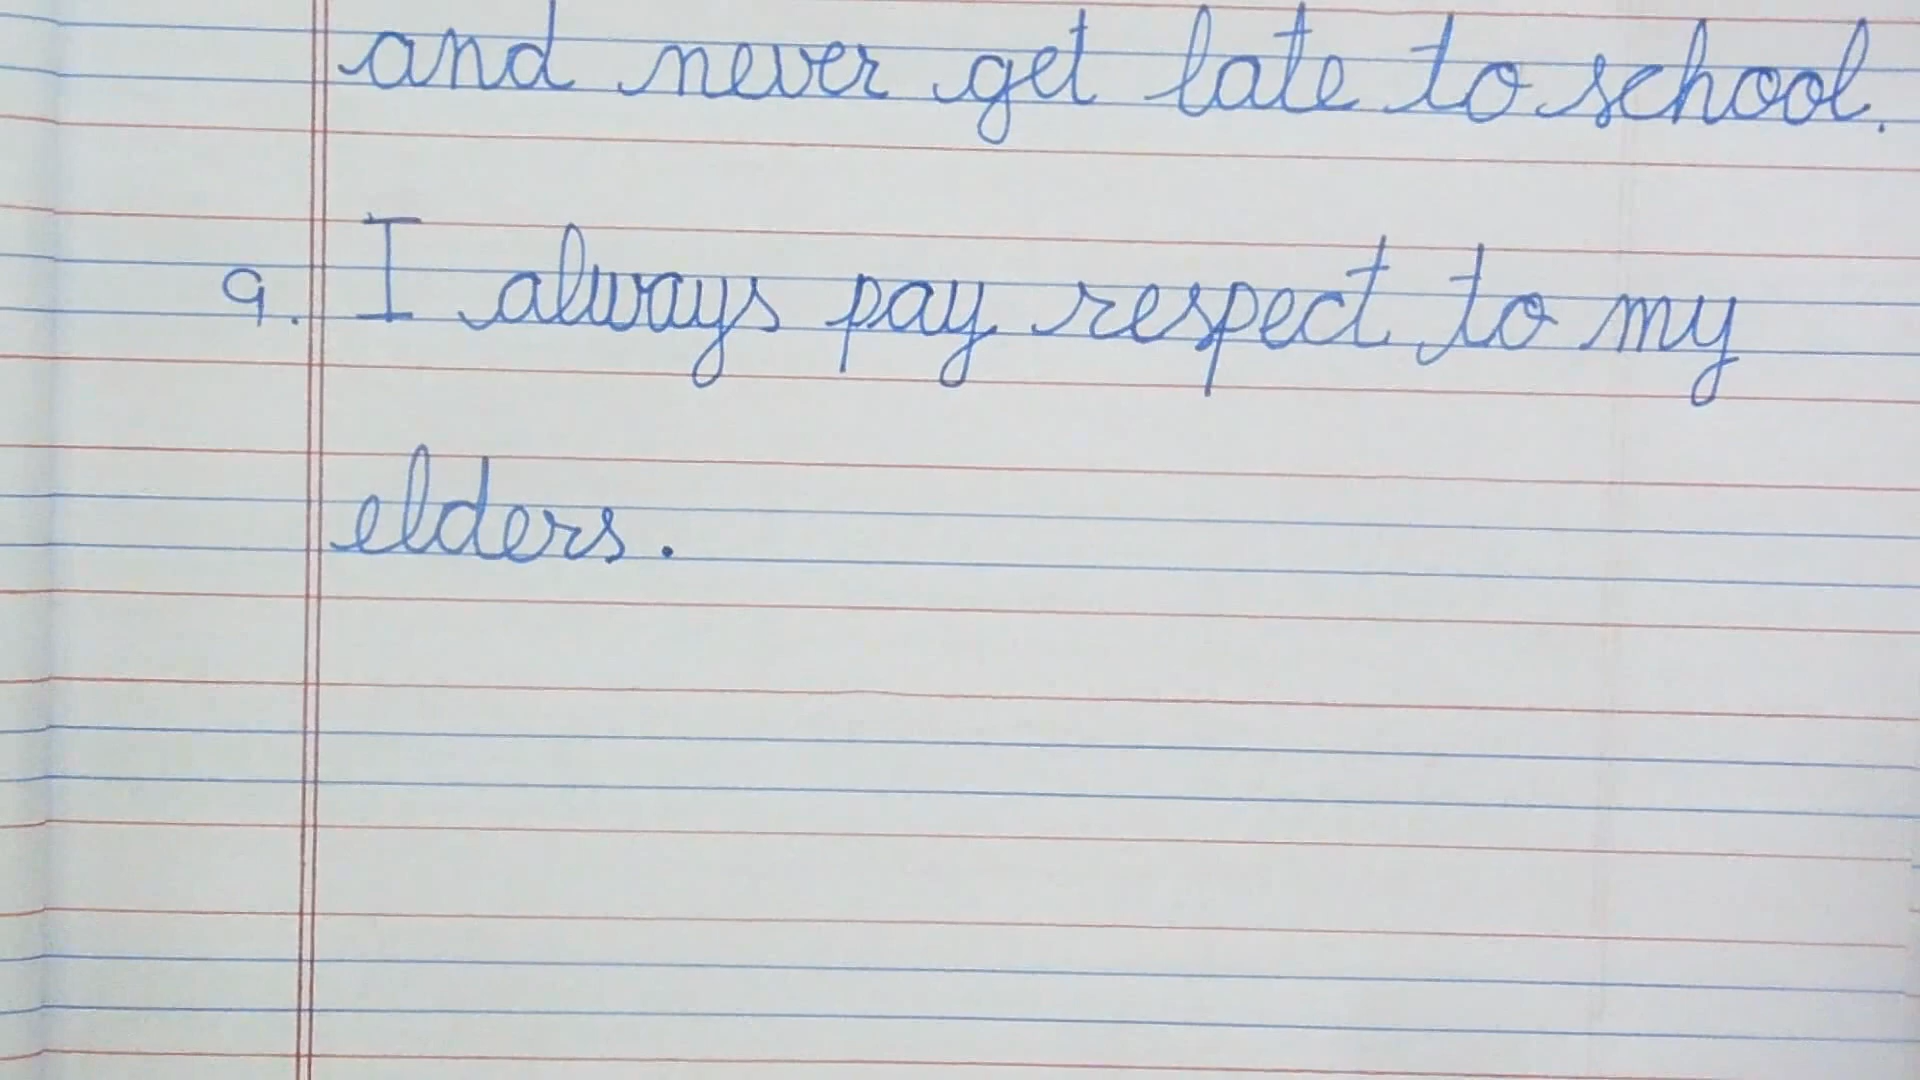 and never get late to school.
9. I always pay respect to my
elders.